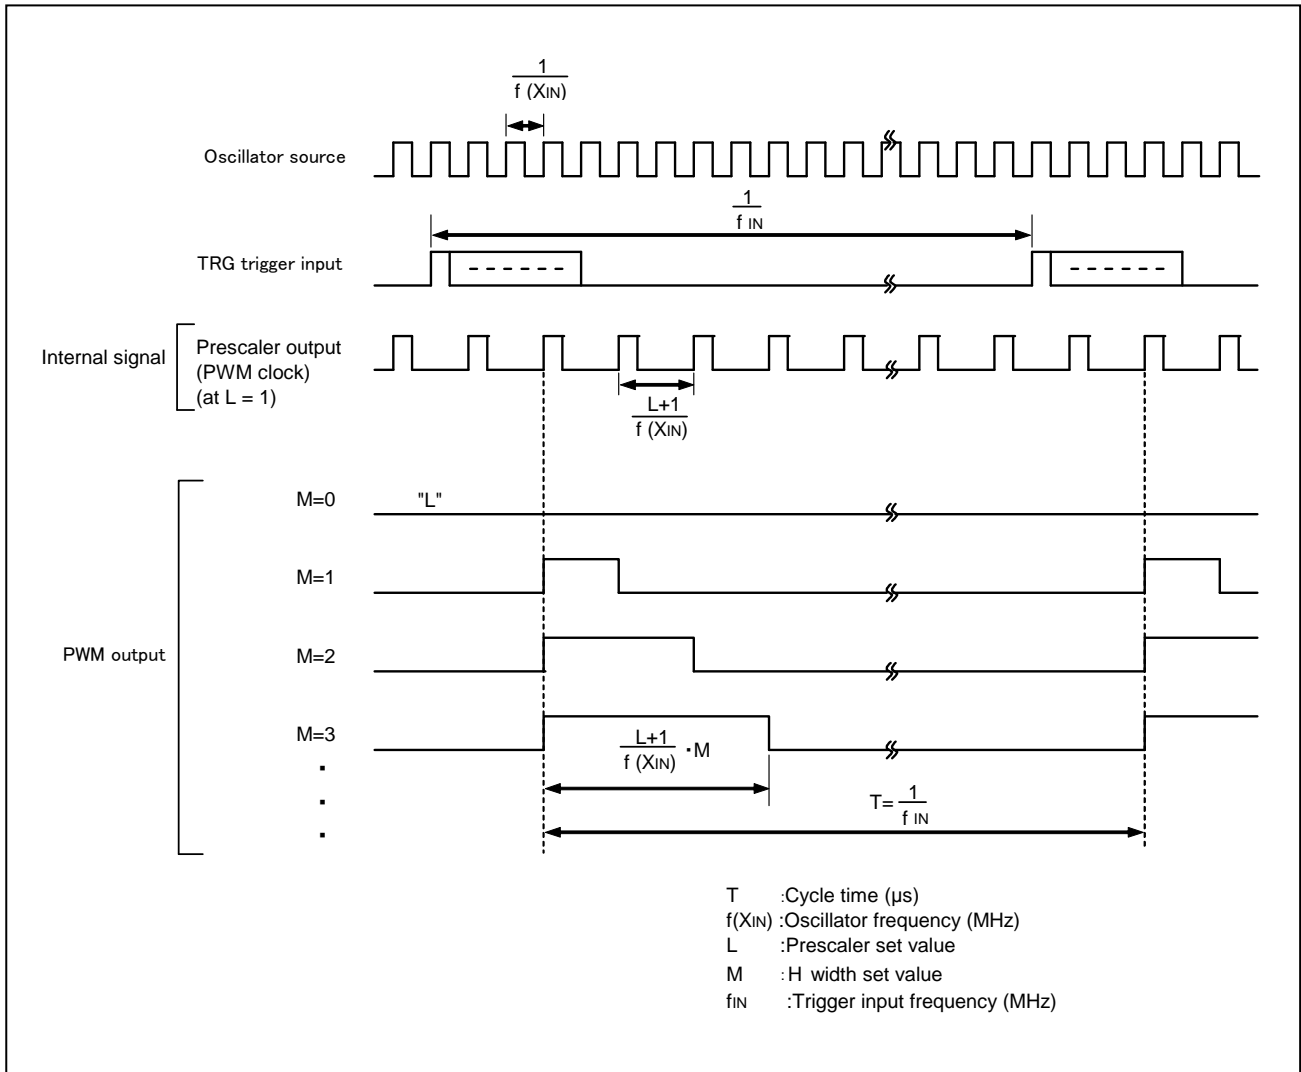 1
f (XIN)
Oscillator source
1
f IN
TRG trigger input
Internal signal
Prescaler output
(PWM clock)
(at L = 1)
L+1
f (XIN)
M=0
"L"
M=1
PWM output
M=2
M=3
L+1
f (XIN)
·M
T=
1
f IN
T :Cycle time (µs)
f(XIN) :Oscillator frequency (MHz)
L :Prescaler set value
M :H width set value
fIN :Trigger input frequency (MHz)